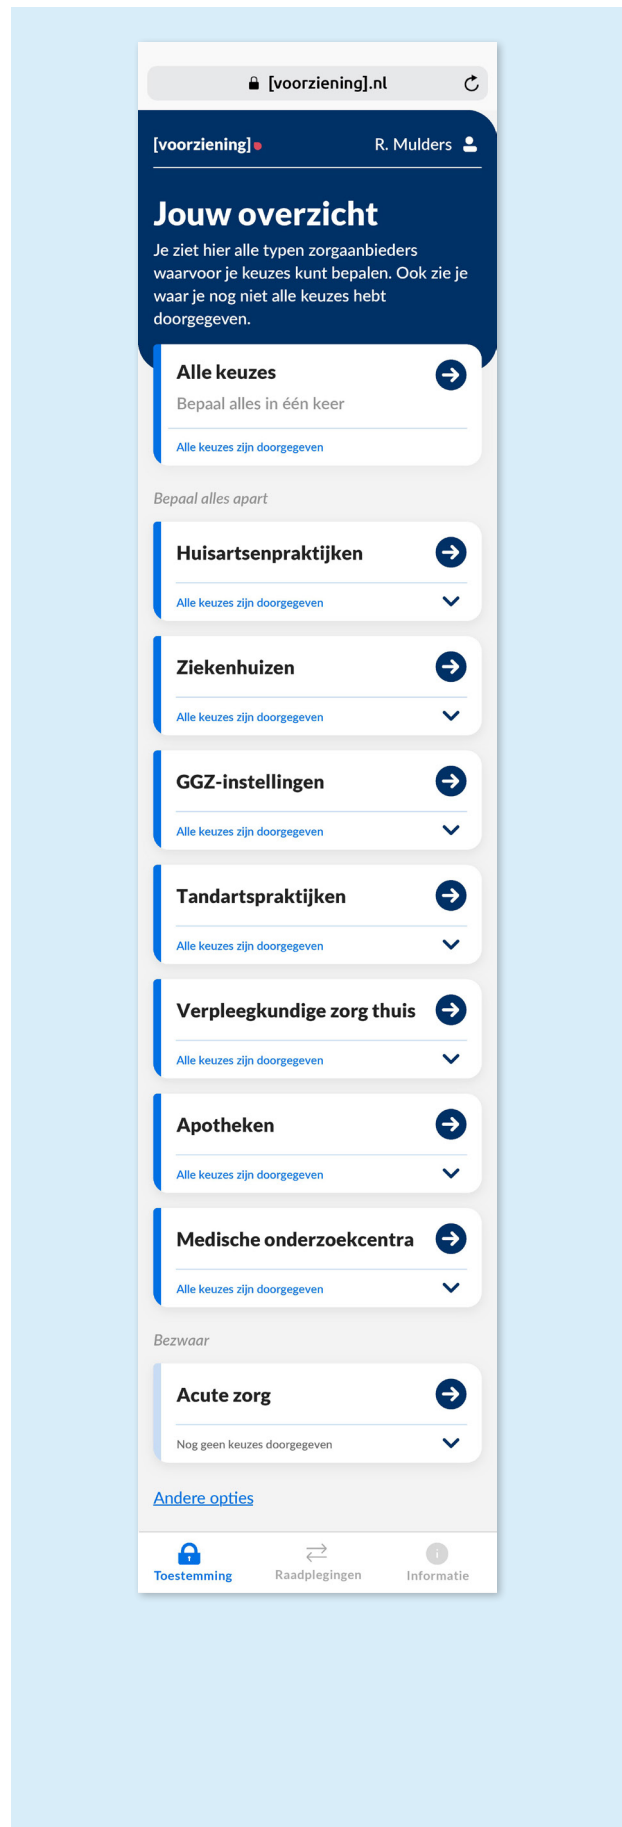 [voorziening].nl
[voorziening]
R. Mulders
Jouw overzicht
Je ziet hier alle typen zorgaanbieders
waarvoor je keuzes kunt bepalen. Ook zie je
waar je nog niet alle keuzes hebt
doorgegeven.
Alle keuzes
Bepaal alles in één keer
Alle keuzes zijn doorgegeven
Bepaal alles apart
Huisartsenpraktijken
Alle keuzes zijn doorgegeven
Ziekenhuizen
Alle keuzes zijn doorgegeven
GGZ-instellingen
Alle keuzes zijn doorgegeven
Tandartspraktijken
Alle keuzes zijn doorgegeven
Verpleegkundige zorg thuis
Alle keuzes zijn doorgegeven
Apotheken
Alle keuzes zijn doorgegeven
Medische onderzoekcentra
Alle keuzes zijn doorgegeven
Bezwaar
Acute zorg
Nog geen keuzes doorgegeven
Andere opties
Toestemming
Raadplegingen
Informatie